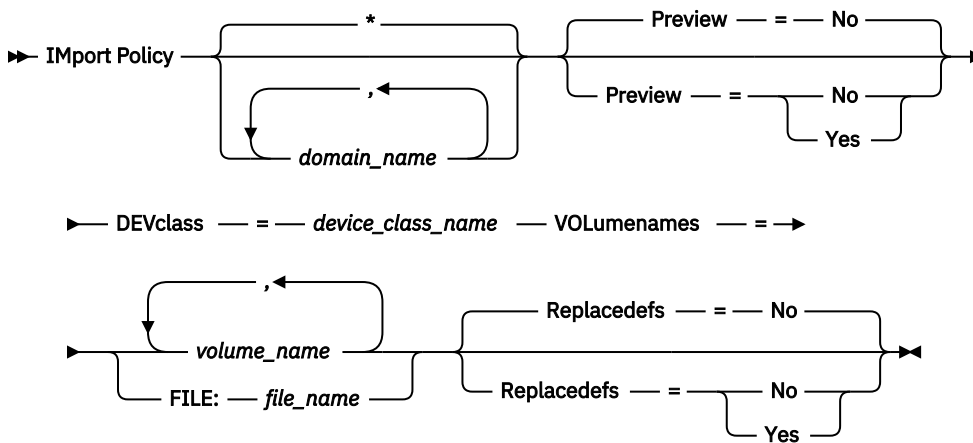 *
Preview = No
IMport Policy
,
domain_name
Preview = No
Yes
DEVclass = device_class_name VOLumenames =
,
volume_name
FILE: file_name
Replacedefs = No
Replacedefs = No
Yes